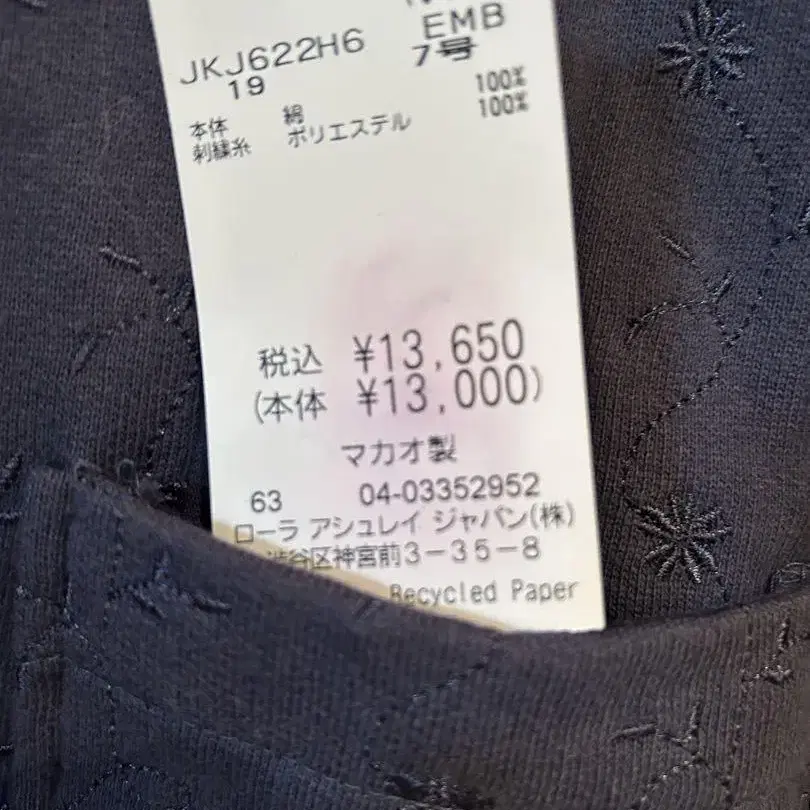 JKJ622H6 EMB
19 7号
本体 綿 100%
刺繍糸 ポリエステル 100%
税込 ¥13,650
(本体 ¥13,000)
マカオ製
63 04-03352952
ローラ アシュレイ ジャパン(株)
渋谷区神宮前3-35-8
Recycled Paper